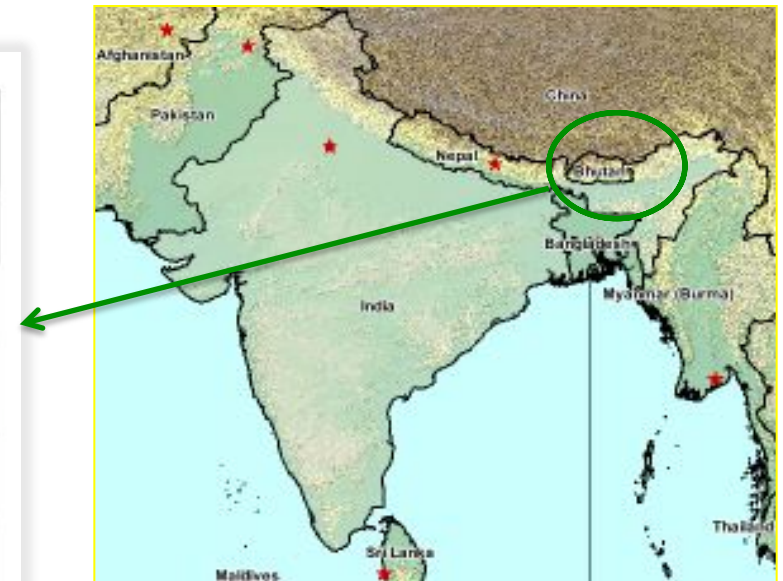 Afghanistan
China
Pakistan
Nepal
Bhutan
Bangladesh
Myanmar (Burma)
India
Thailand
Sri Lanka
Maldives